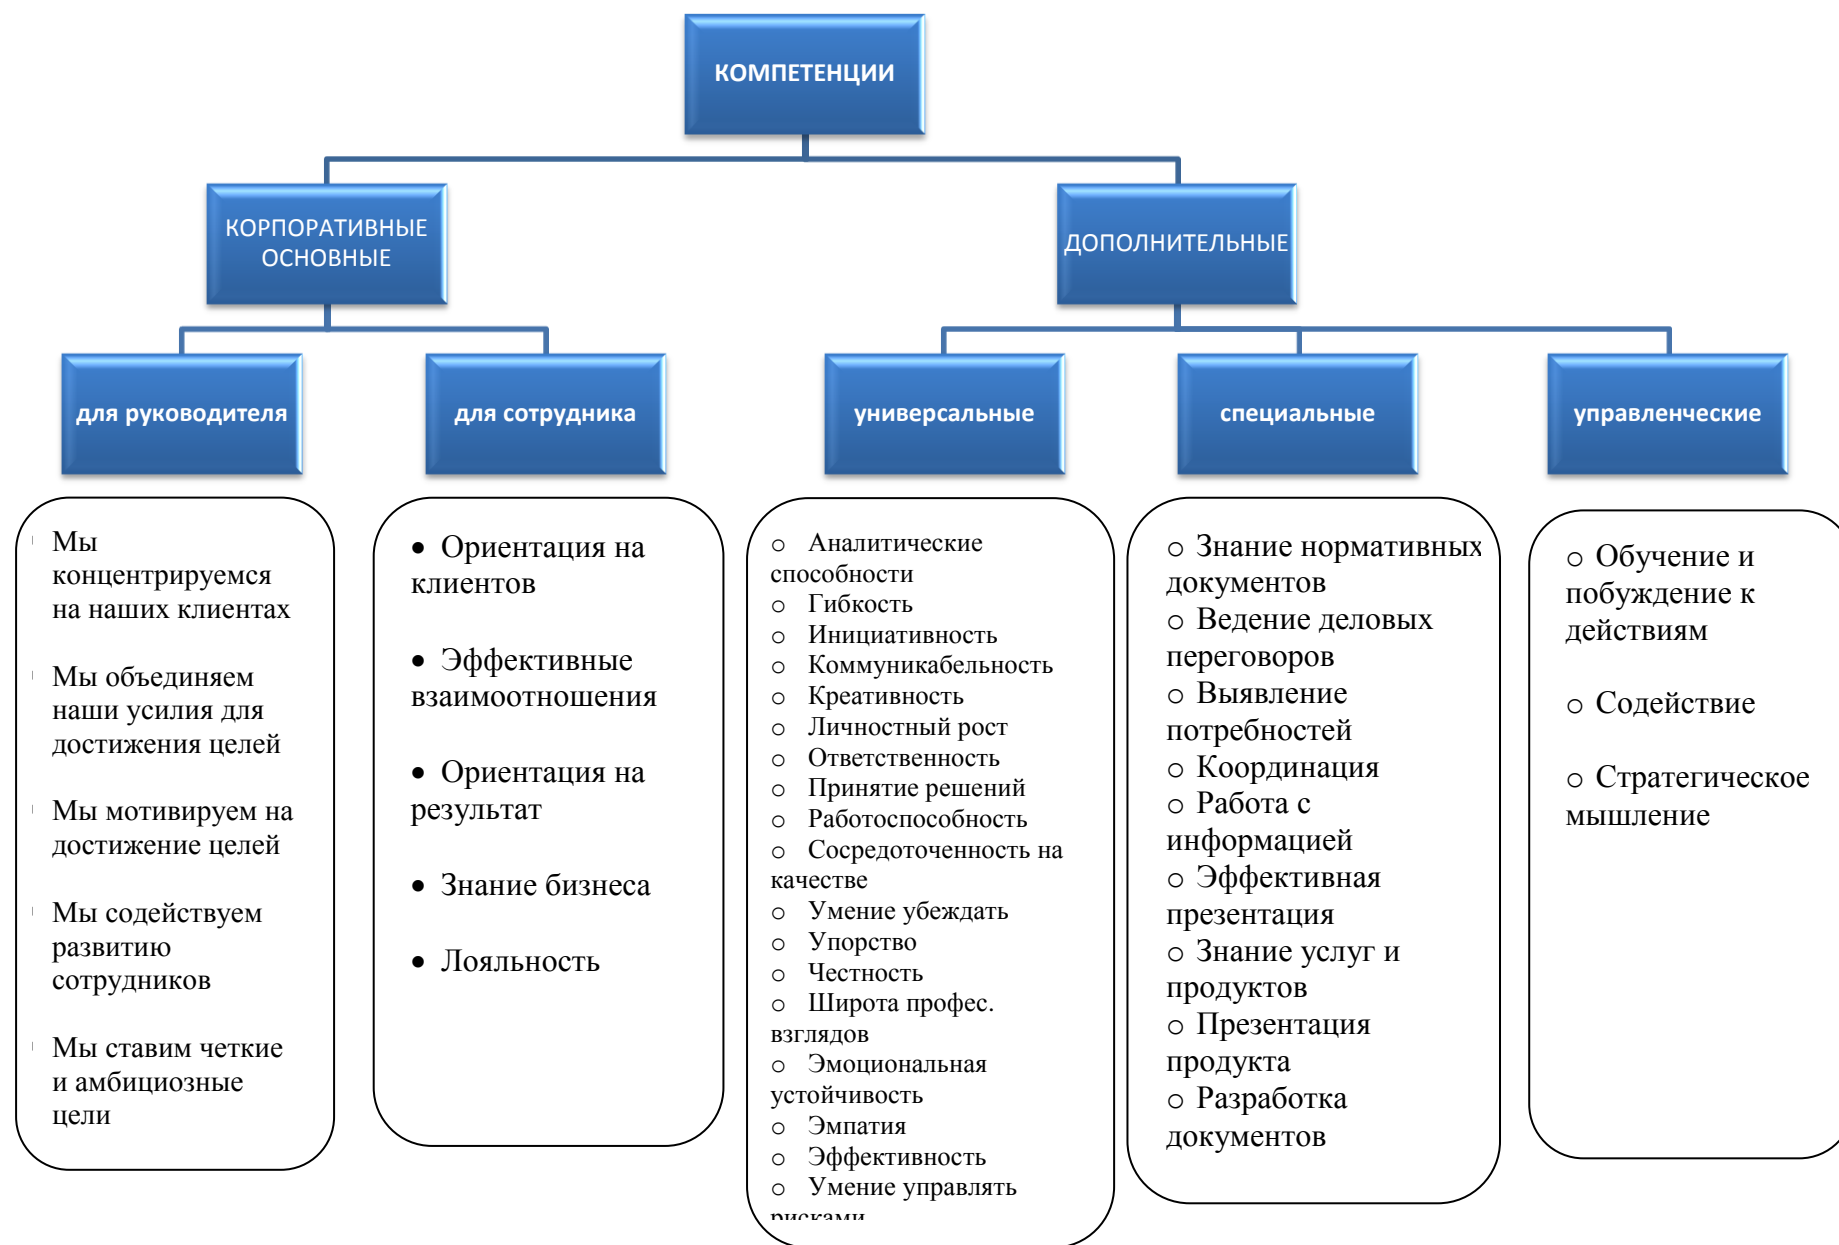 КОМПЕТЕНЦИИ
КОРПОРАТИВНЫЕ
ОСНОВНЫЕ
ДОПОЛНИТЕЛЬНЫЕ
для руководителя
для сотрудника
универсальные
специальные
управленческие
Мы
концентрируемся
на наших клиентах
Мы объединяем
наши усилия для
достижения целей
Мы мотивируем на
достижение целей
Мы содействуем
развитию
сотрудников
Мы ставим четкие
и амбициозные
цели
• Ориентация на
клиентов
• Эффективные
взаимоотношения
• Ориентация на
результат
• Знание бизнеса
• Лояльность
o Аналитические
способности
o Гибкость
o Инициативность
o Коммуникабельность
o Креативность
o Личностный рост
o Ответственность
o Принятие решений
o Работоспособность
o Сосредоточенность на
качестве
o Умение убеждать
o Упорство
o Честность
o Широта профес.
взглядов
o Эмоциональная
устойчивость
o Эмпатия
o Эффективность
o Умение управлять
рисками
o Знание нормативных
документов
o Ведение деловых
переговоров
o Выявление
потребностей
o Координация
o Работа с
информацией
o Эффективная
презентация
o Знание услуг и
продуктов
o Презентация
продукта
o Разработка
документов
o Обучение и
побуждение к
действиям
o Содействие
o Стратегическое
мышление